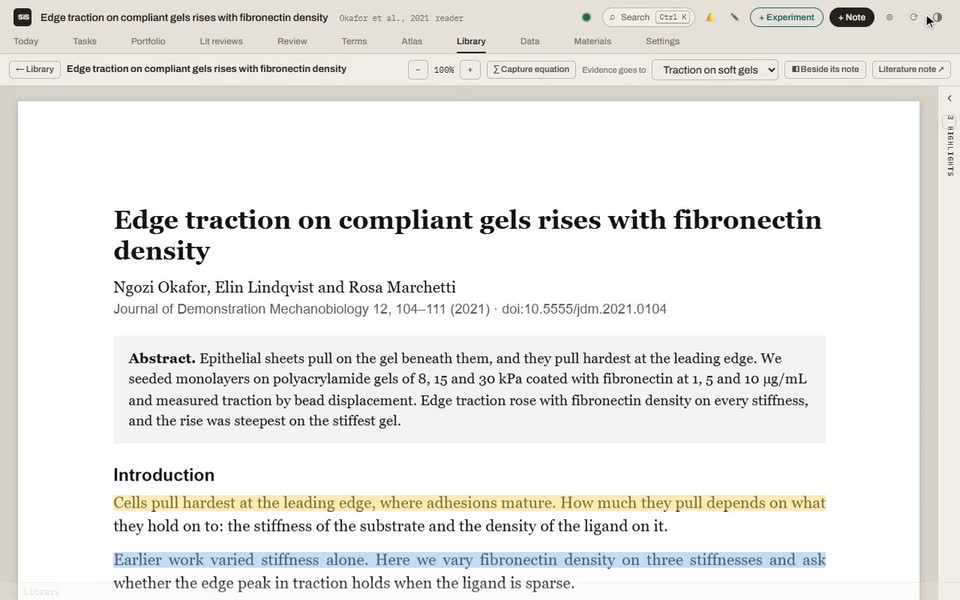 SiS Edge traction on compliant gels rises with fibronectin density Okafor et al., 2021 reader Search Ctrl K + Experiment + Note
Today Tasks Portfolio Lit reviews Review Terms Atlas Library Data Materials Settings
← Library Edge traction on compliant gels rises with fibronectin density − 100% + ∑ Capture equation Evidence goes to Traction on soft gels Beside its note Literature note ↗
3 HIGHLIGHTS
Edge traction on compliant gels rises with fibronectin
density
Ngozi Okafor, Elin Lindqvist and Rosa Marchetti
Journal of Demonstration Mechanobiology 12, 104–111 (2021) · doi:10.5555/jdm.2021.0104
Abstract. Epithelial sheets pull on the gel beneath them, and they pull hardest at the leading edge. We
seeded monolayers on polyacrylamide gels of 8, 15 and 30 kPa coated with fibronectin at 1, 5 and 10 µg/mL
and measured traction by bead displacement. Edge traction rose with fibronectin density on every stiffness,
and the rise was steepest on the stiffest gel.
Introduction
Cells pull hardest at the leading edge, where adhesions mature. How much they pull depends on what
they hold on to: the stiffness of the substrate and the density of the ligand on it.
Earlier work varied stiffness alone. Here we vary fibronectin density on three stiffnesses and ask
whether the edge peak in traction holds when the ligand is sparse.
Library